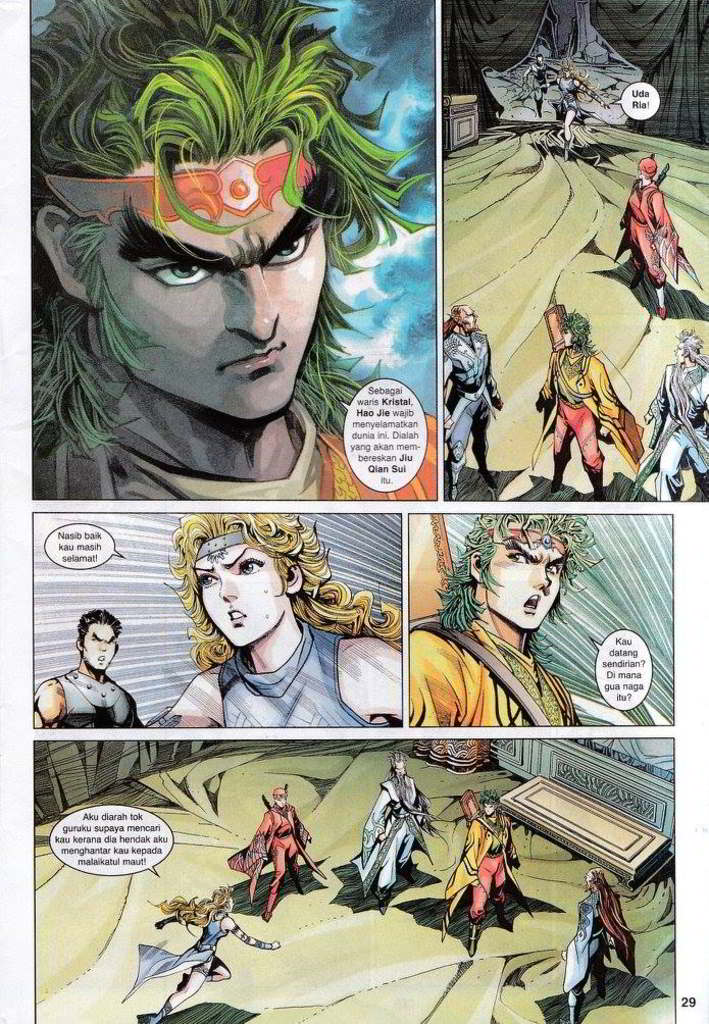 Uda
Ria!
Sebagai
waris Kristal,
Hao Jie wajib
menyelamatkan
dunia ini. Dialah
yang akan mem-
bereskan Jiu
Qian Sui
itu.
Nasib baik
kau masih
selamat!
Kau
datang
sendirian?
Di mana
gua naga
itu?
Aku diarah tok
guruku supaya mencari
kau kerana dia hendak aku
menghantar kau kepada
malaikatul maut!
29